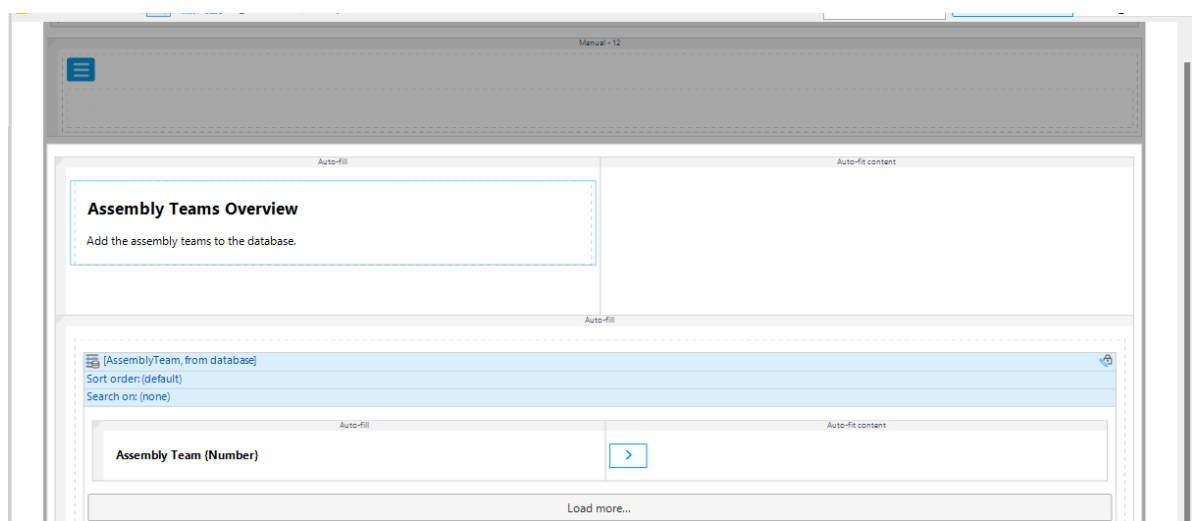 Manual - 12
Auto-fill
Auto-fit content
Assembly Teams Overview
Add the assembly teams to the database.
Auto-fill
[AssemblyTeam, from database]
Sort order: (default)
Search on: (none)
Auto-fill
Auto-fit content
Assembly Team {Number}
Load more...